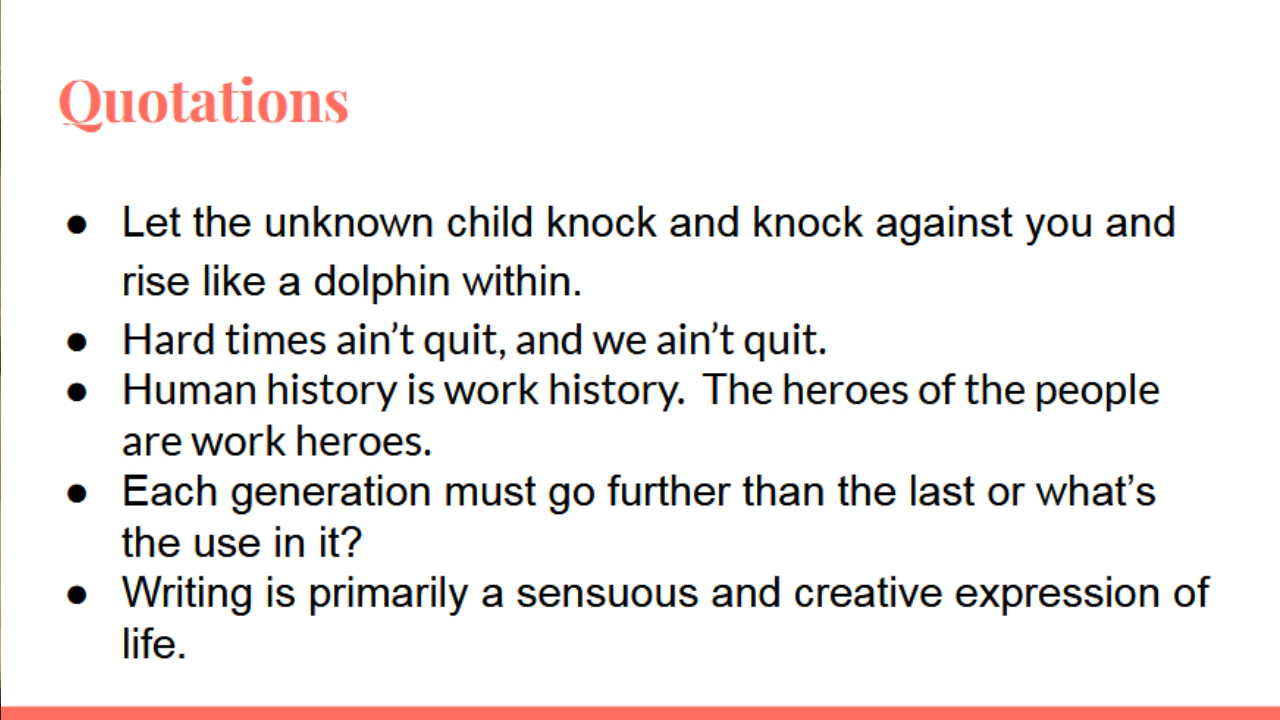 Quotations
● Let the unknown child knock and knock against you and
rise like a dolphin within.
● Hard times ain’t quit, and we ain’t quit.
● Human history is work history.  The heroes of the people
are work heroes.
● Each generation must go further than the last or what’s
the use in it?
● Writing is primarily a sensuous and creative expression of
life.